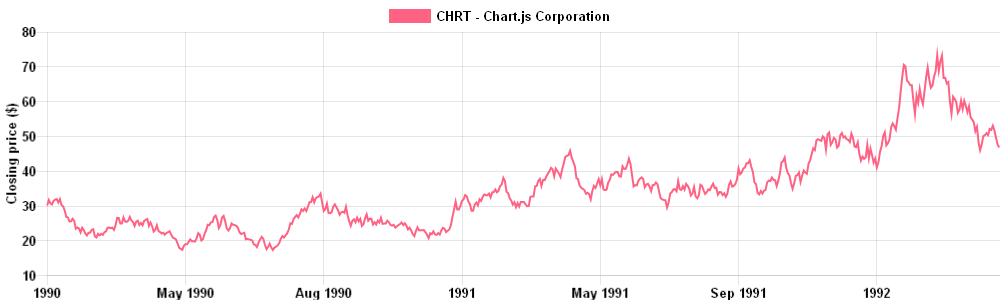 CHRT - Chart.js Corporation
Closing price ($)
80
70
60
50
40
30
20
10
1990 May 1990 Aug 1990 1991 May 1991 Sep 1991 1992